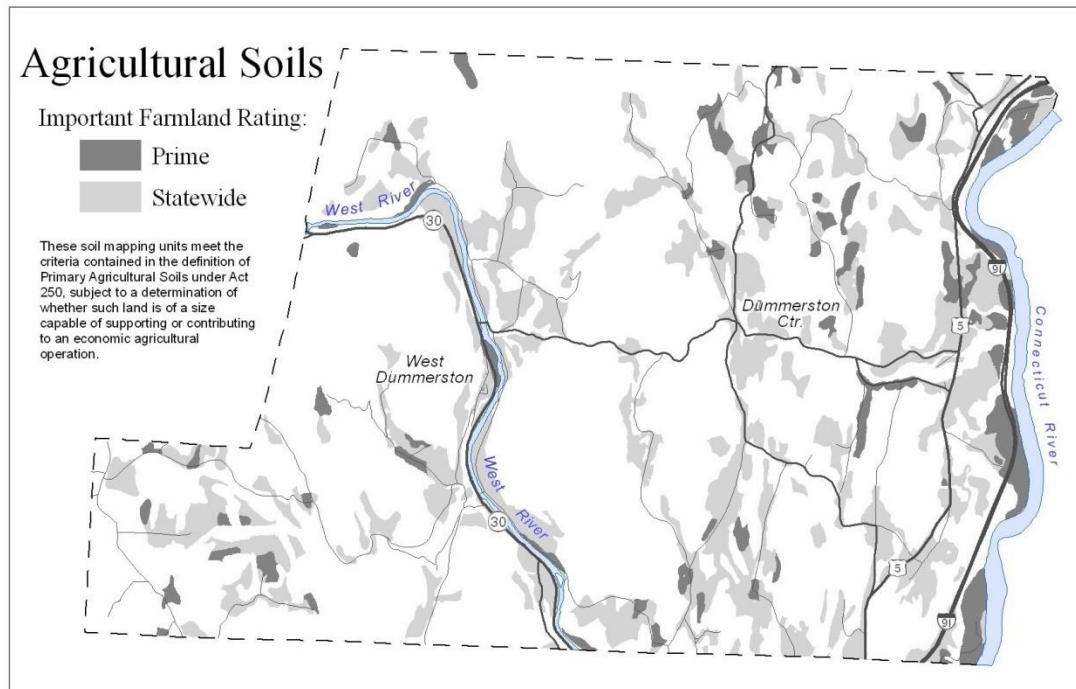 Agricultural Soils
Important Farmland Rating:
Prime
Statewide
These soil mapping units meet the
criteria contained in the definition of
Primary Agricultural Soils under Act
250, subject to a determination of
whether such land is of a size
capable of supporting or contributing
to an economic agricultural
operation.
West River
30
91
Dummerston
Ctr.
5
Connecticut River
West
Dummerston
West River
30
5
91